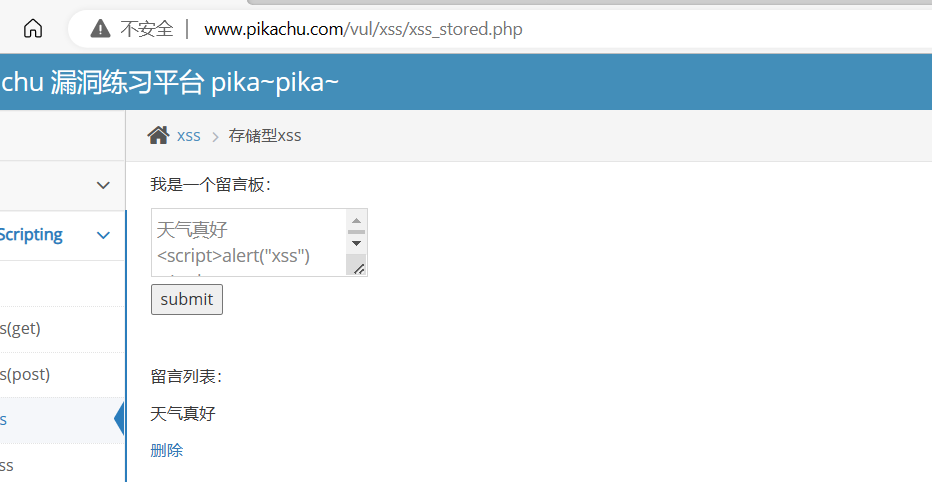 不安全 | www.pikachu.com/vul/xss/xss_stored.php
chu 漏洞练习平台 pika~pika~
xss > 存储型xss
我是一个留言板：
天气真好
Scripting
<script>alert("xss")
submit
s(get)
s(post)
留言列表：
天气真好
s
删除
ss